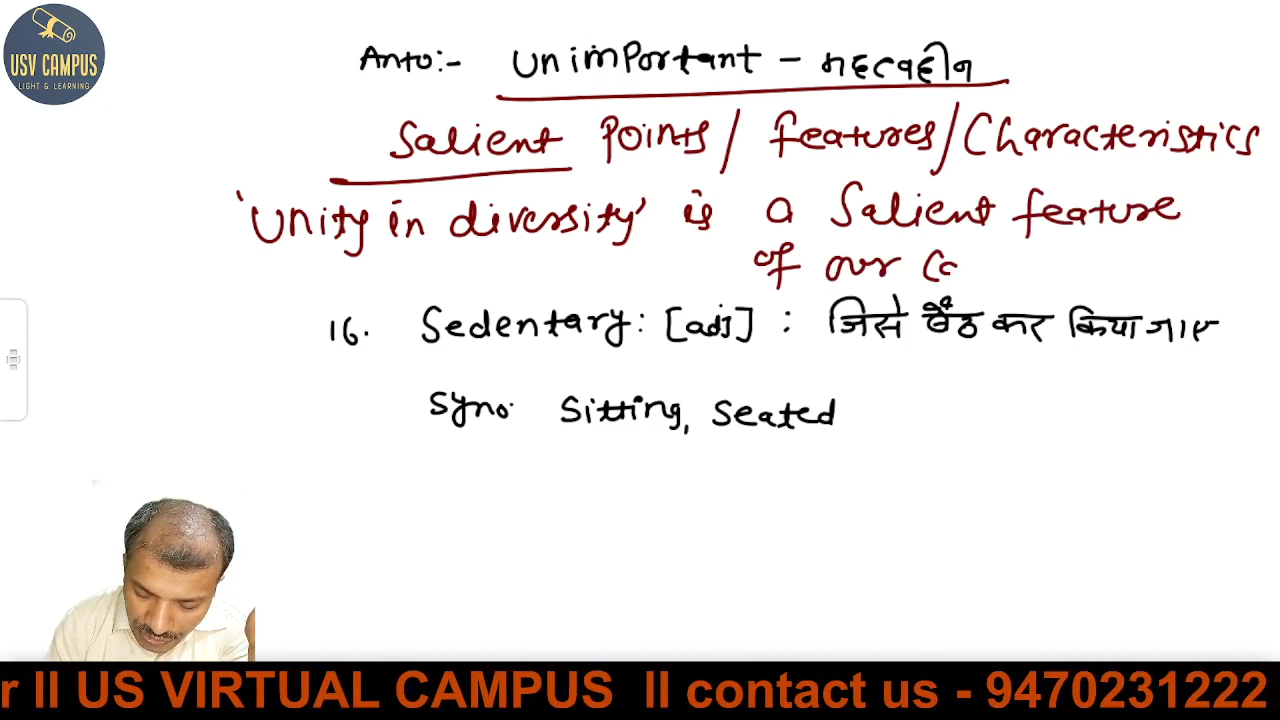 USV CAMPUS
LIGHT & LEARNING
Anto:- Unimportant - महत्वहीन
Salient Points / features / Characteristics
'Unity in diversity' is a Salient feature
of our Co
16. Sedentary: [adj] : जिसे बैठ कर किया जाए
Syno: Sitting, Seated
r II US VIRTUAL CAMPUS II contact us - 9470231222